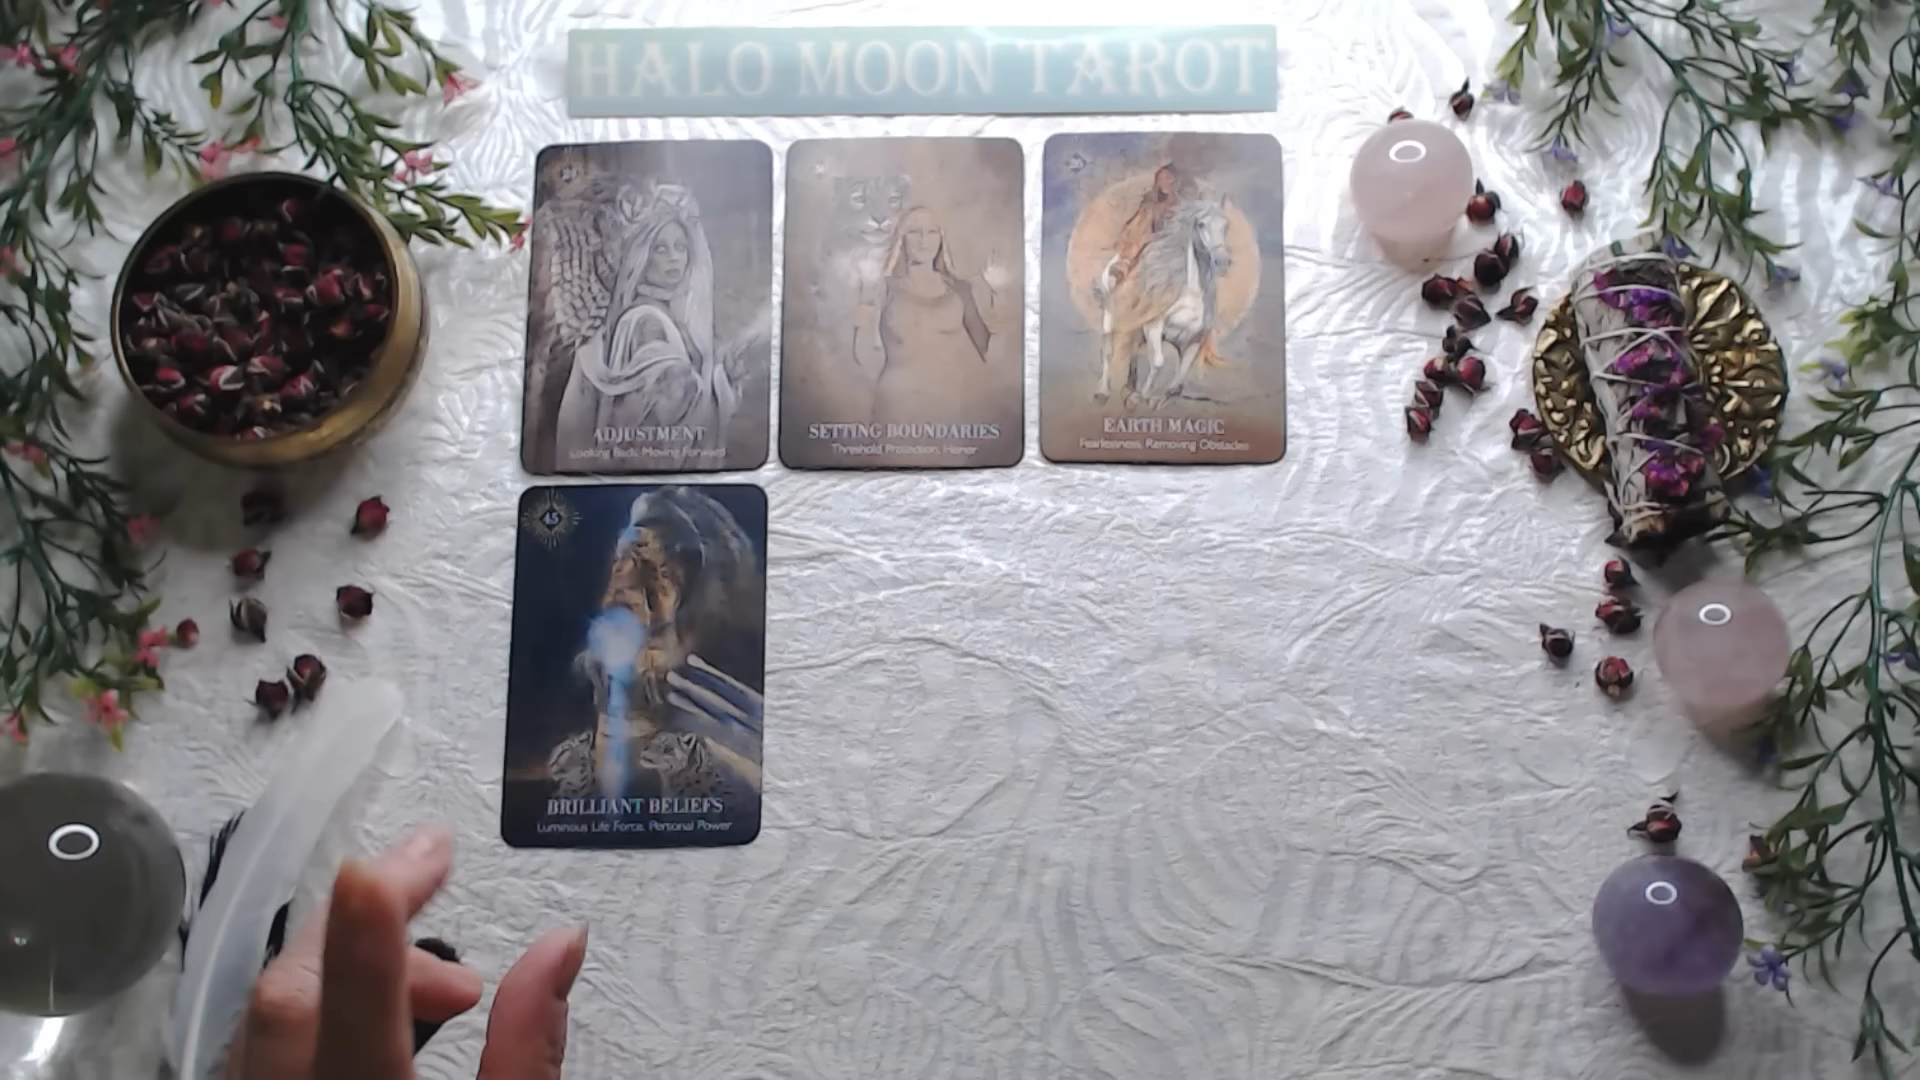 HALO MOON TAROT
ADJUSTMENT
Looking Back, Moving Forward
SETTING BOUNDARIES
Threshold Protection, Honor
EARTH MAGIC
Fearlessness, Removing Obstacles
45
BRILLIANT BELIEFS
Luminous Life Force, Personal Power